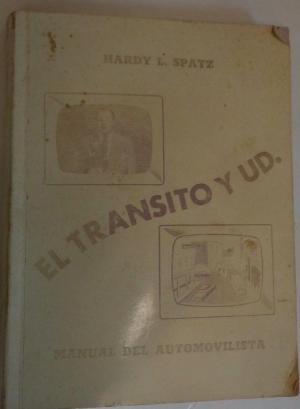 HARDY L. SPATZ
EL TRANSITO Y UD.
MANUAL DEL AUTOMOVILISTA